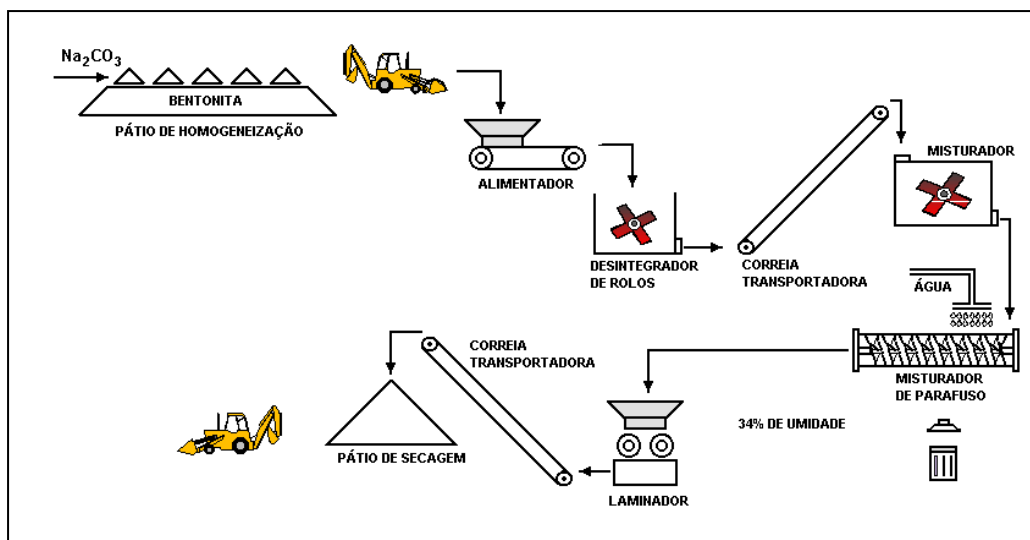 Na₂CO₃
BENTONITA
PÁTIO DE HOMOGENEIZAÇÃO
ALIMENTADOR
DESINTEGRADOR
DE ROLOS
CORREIA
TRANSPORTADORA
MISTURADOR
ÁGUA
MISTURADOR
DE PARAFUSO
34% DE UMIDADE
LAMINADOR
CORREIA
TRANSPORTADORA
PÁTIO DE SECAGEM